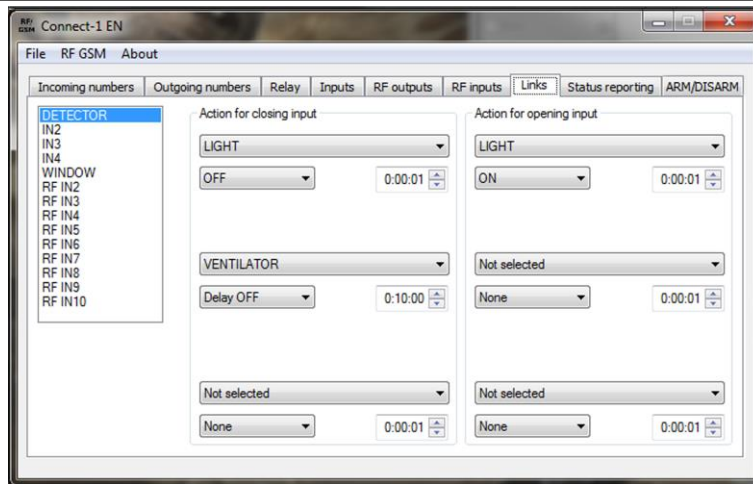 RF/
GSM Connect-1 EN
File RF GSM About
Incoming numbers Outgoing numbers Relay Inputs RF outputs RF inputs Links Status reporting ARM/DISARM
DETECTOR
IN2
IN3
IN4
WINDOW
RF IN2
RF IN3
RF IN4
RF IN5
RF IN6
RF IN7
RF IN8
RF IN9
RF IN10
Action for closing input
LIGHT
OFF 0:00:01
VENTILATOR
Delay OFF 0:10:00
Not selected
None 0:00:01
Action for opening input
LIGHT
ON 0:00:01
Not selected
None 0:00:01
Not selected
None 0:00:01